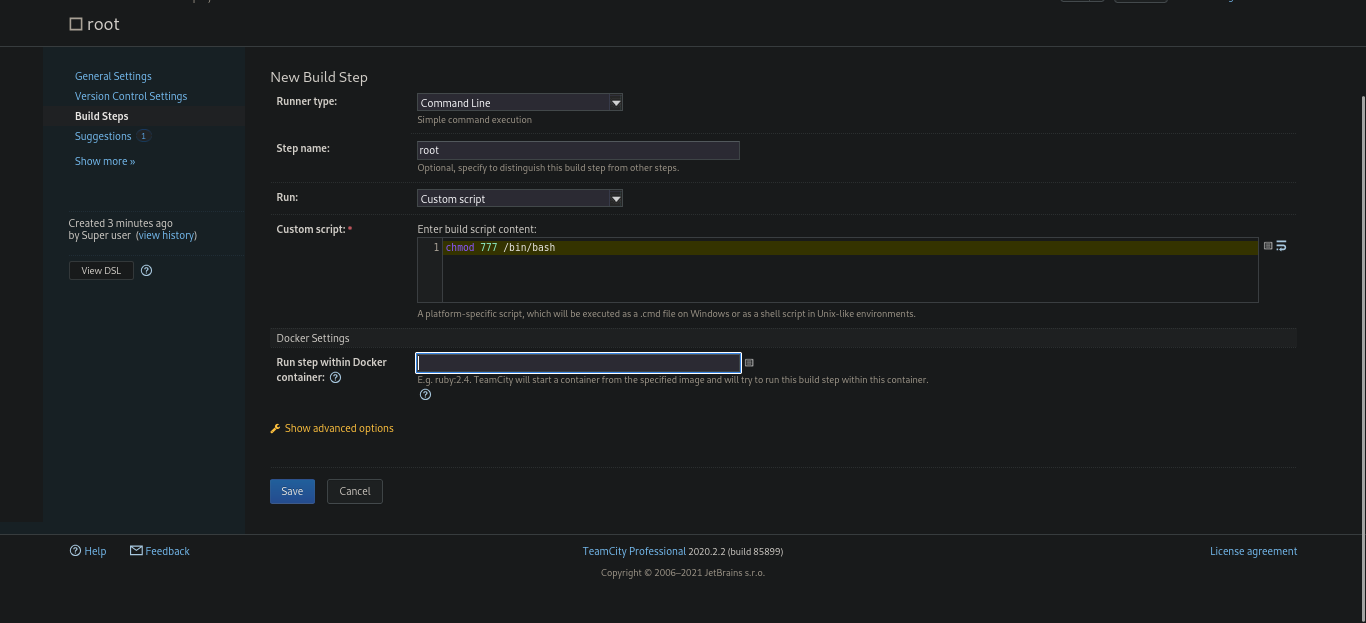 root
General Settings
Version Control Settings
Build Steps
Suggestions 1
Show more »
Created 3 minutes ago
by Super user (view history)
View DSL
New Build Step
Runner type:
Command Line
Simple command execution
Step name:
root
Optional, specify to distinguish this build step from other steps.
Run:
Custom script
Custom script: *
Enter build script content:
1 chmod 777 /bin/bash
A platform-specific script, which will be executed as a .cmd file on Windows or as a shell script in Unix-like environments.
Docker Settings
Run step within Docker
container:
E.g. ruby:2.4. TeamCity will start a container from the specified image and will try to run this build step within this container.
Show advanced options
Save
Cancel
Help
Feedback
TeamCity Professional 2020.2.2 (build 85899)
License agreement
Copyright © 2006–2021 JetBrains s.r.o.